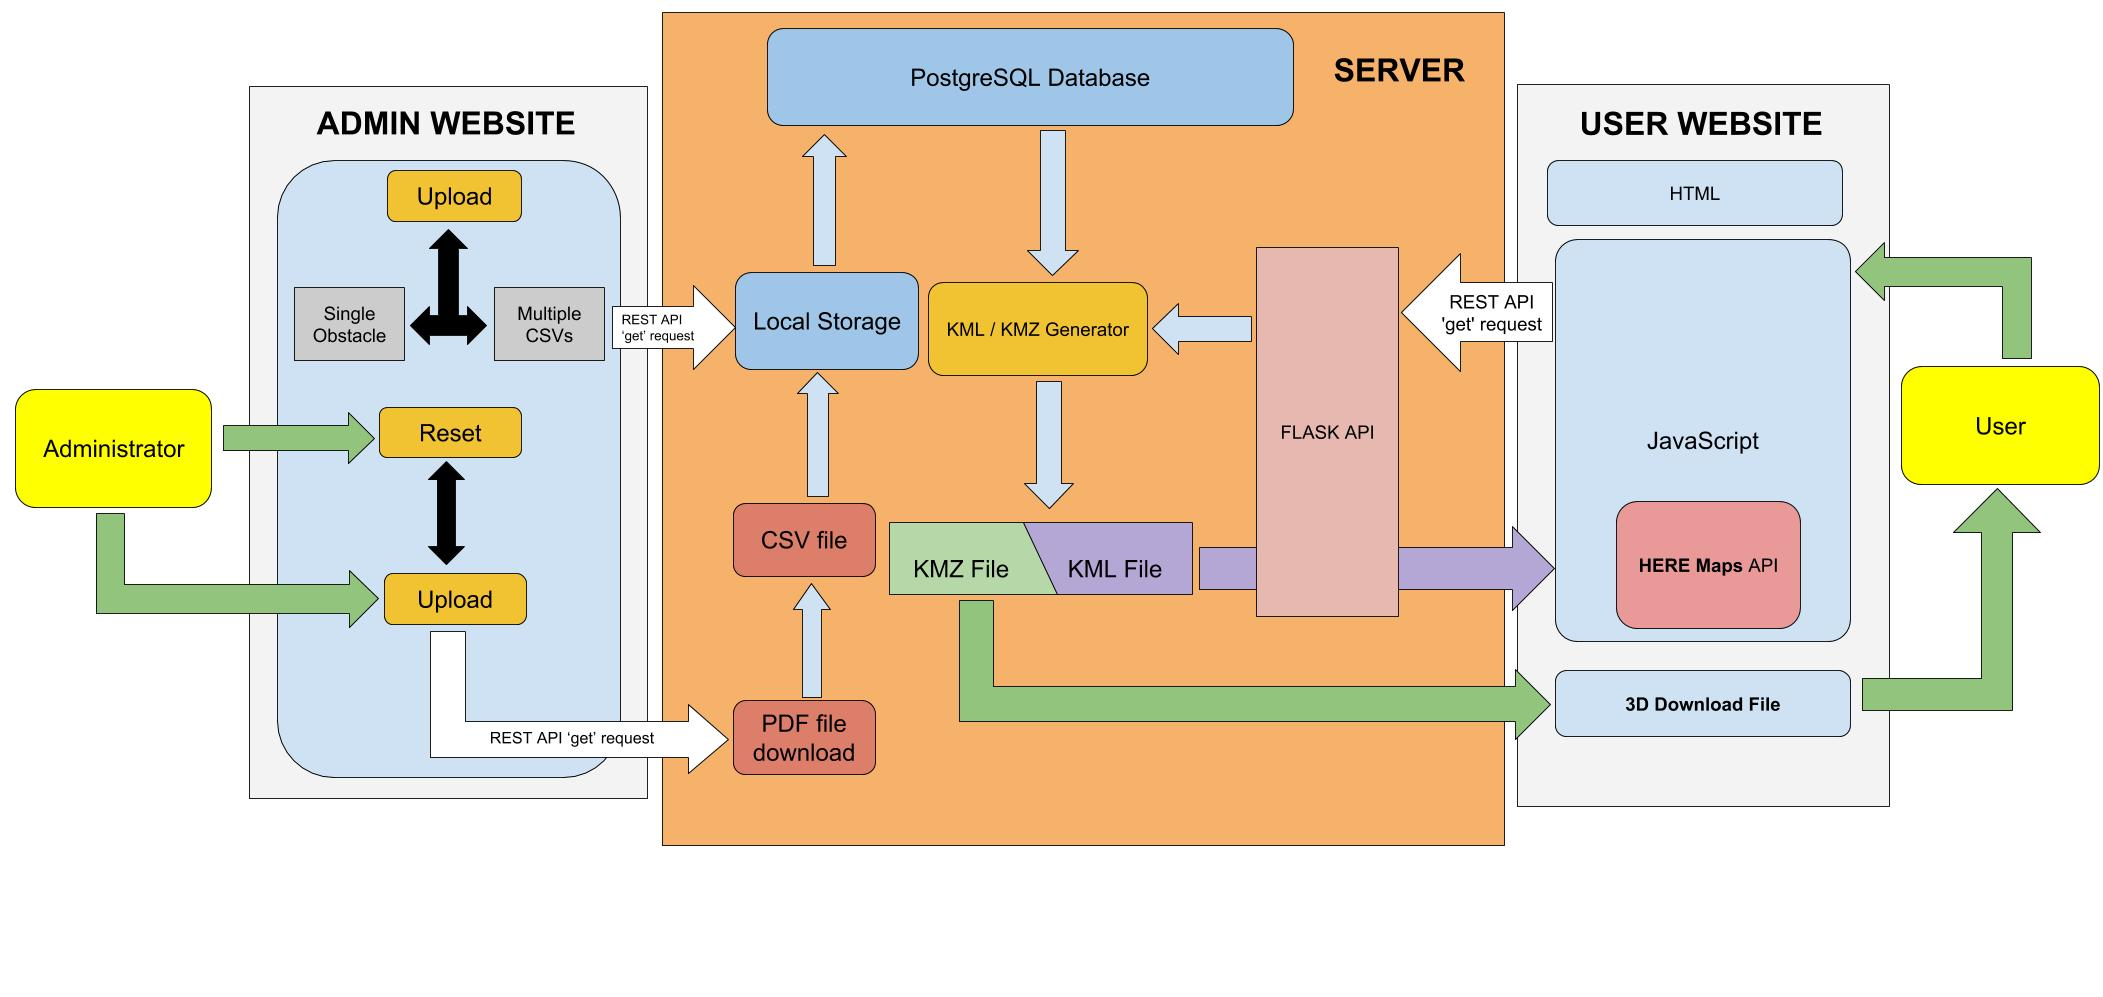 ADMIN WEBSITE
Upload
Single
Obstacle
Multiple
CSVs
REST API
‘get’ request
Administrator
Reset
Upload
REST API ‘get’ request
SERVER
PostgreSQL Database
Local Storage
KML / KMZ Generator
FLASK API
CSV file
KMZ File
KML File
PDF file
download
USER WEBSITE
HTML
REST API
'get' request
JavaScript
HERE Maps API
3D Download File
User